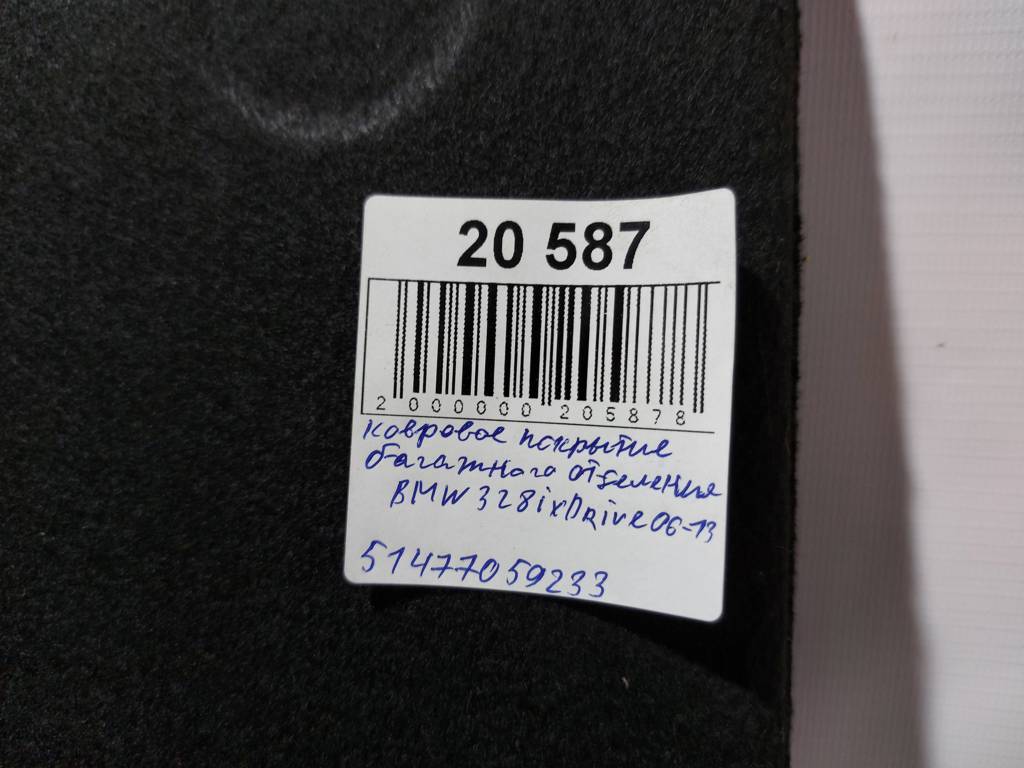 20 587
2 000000 205878
ковровое покрытие
багажного отделения
BMW 328ixDrive 06-13
51477059233